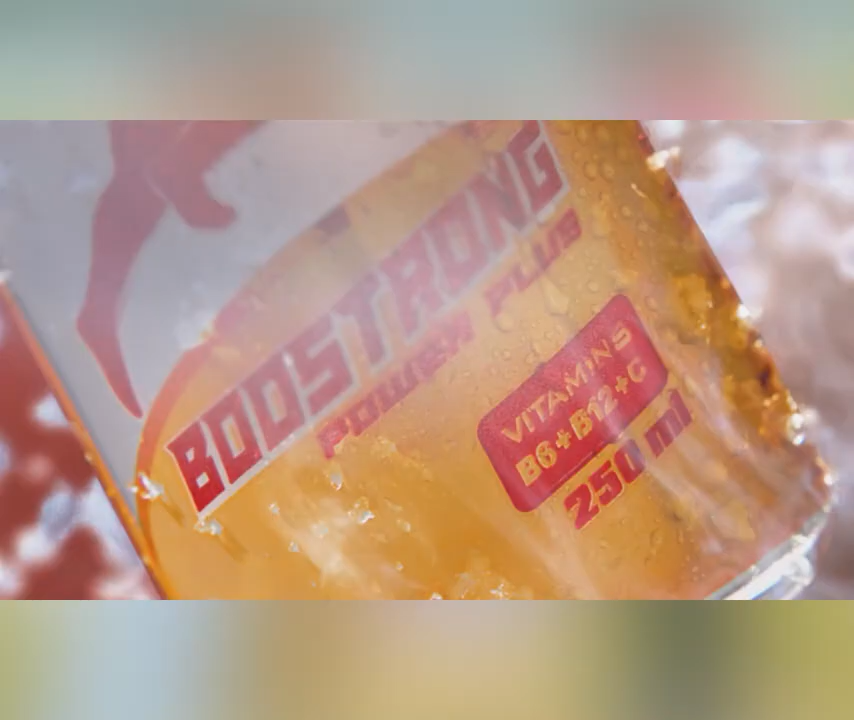 BOOSTRONG
POWER PLUS
VITAMINS
B6+B12+C
250 ml